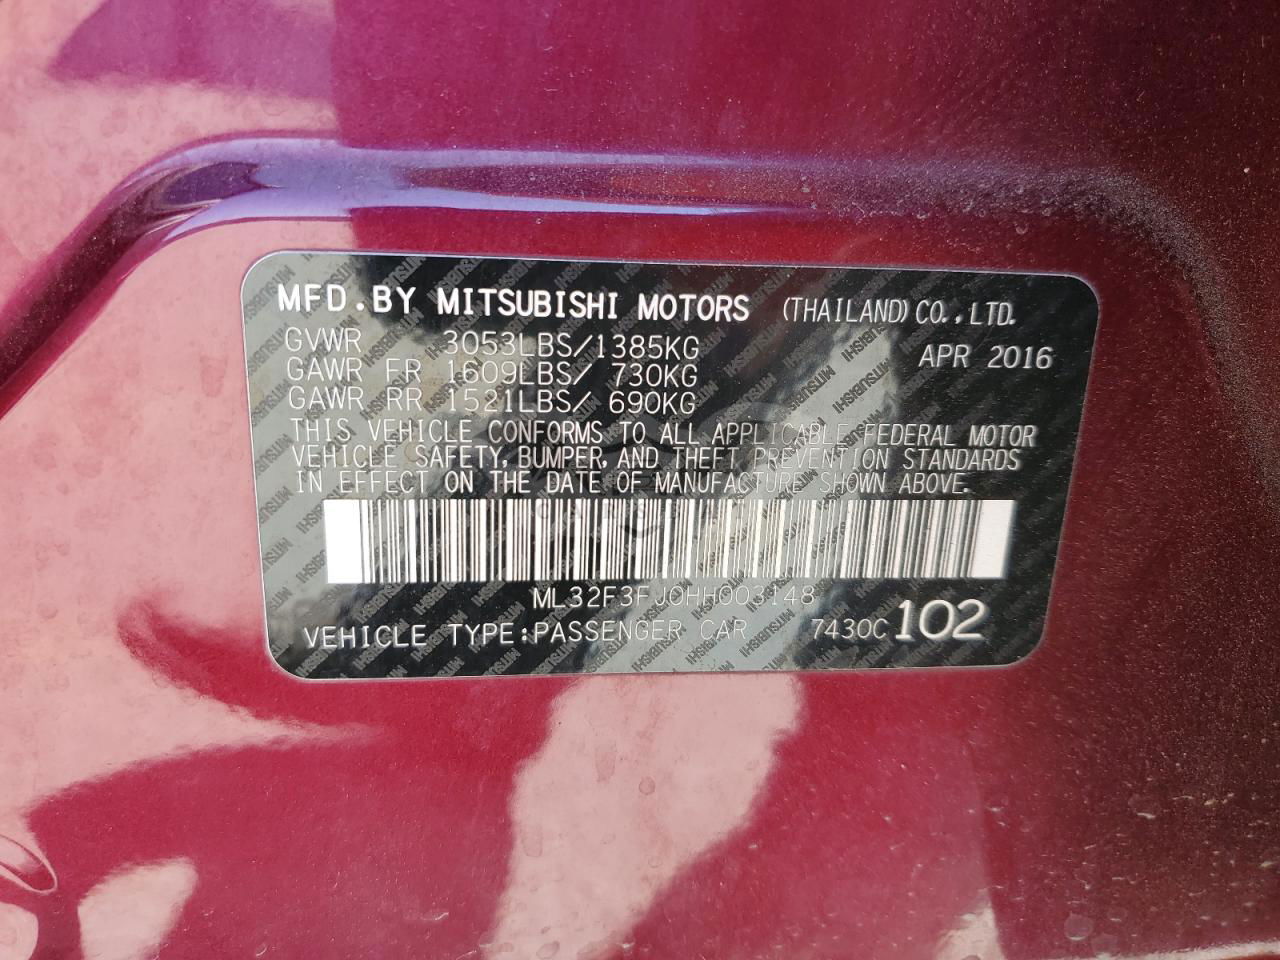 MFD.BY MITSUBISHI MOTORS (THAILAND) CO.,LTD.
GVWR 3053LBS/1385KG APR 2016
GAWR FR 1609LBS/ 730KG
GAWR RR 1521LBS/ 690KG
THIS VEHICLE CONFORMS TO ALL APPLICABLE FEDERAL MOTOR
VEHICLE SAFETY, BUMPER, AND THEFT PREVENTION STANDARDS
IN EFFECT ON THE DATE OF MANUFACTURE SHOWN ABOVE.
ML32F3FJ0HH003148
VEHICLE TYPE:PASSENGER CAR 7430C 102